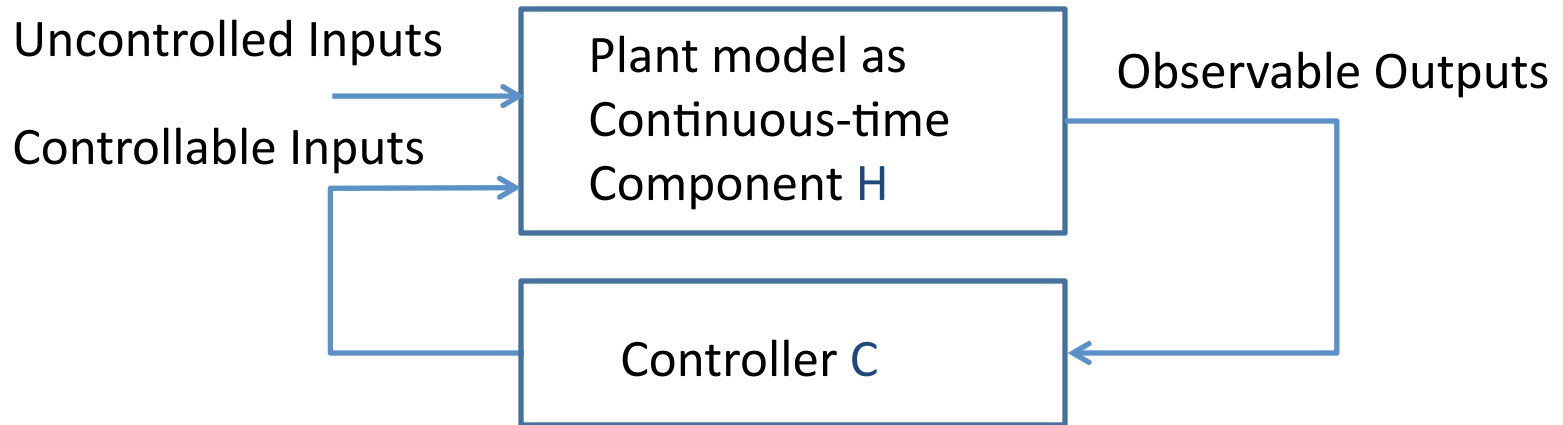 Uncontrolled Inputs
Controllable Inputs
Plant model as
Continuous-time
Component H
Observable Outputs
Controller C